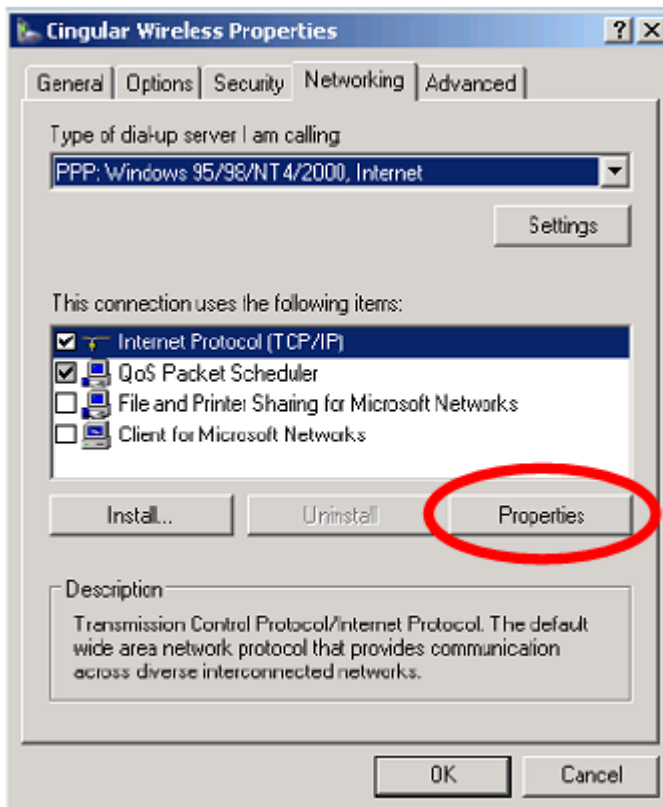 Cingular Wireless Properties
General Options Security Networking Advanced
Type of dial-up server I am calling
PPP: Windows 95/98/NT4/2000, Internet
Settings
This connection uses the following items:
Internet Protocol (TCP/IP)
QoS Packet Scheduler
File and Printer Sharing for Microsoft Networks
Client for Microsoft Networks
Install... Uninstall Properties
Description
Transmission Control Protocol/Internet Protocol. The default
wide area network protocol that provides communication
across diverse interconnected networks.
OK Cancel